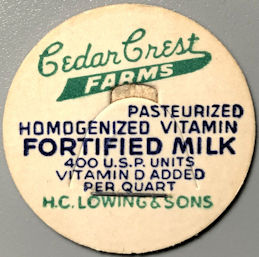 Cedar Crest
FARMS
PASTEURIZED
HOMOGENIZED VITAMIN
FORTIFIED MILK
400 U.S.P. UNITS
VITAMIN D ADDED
PER QUART
H.C. LOWING & SONS